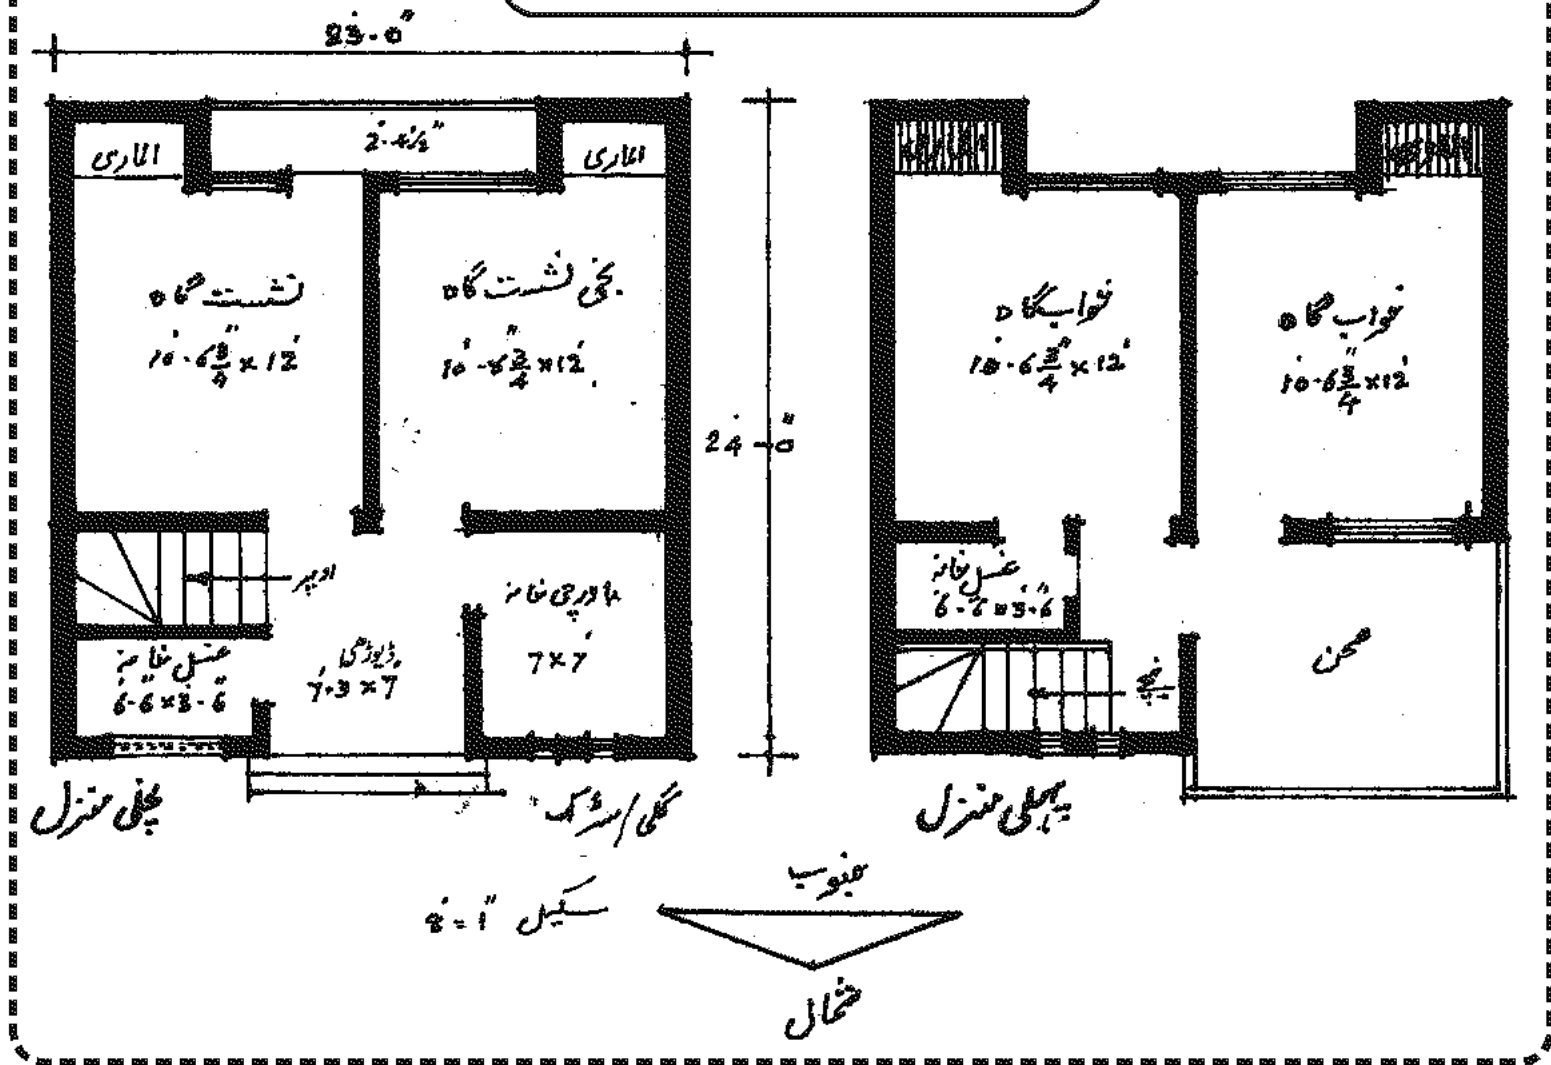 23'-0"
2'-4½"
الماری
الماری
نشست گاہ
10'-6¾" x 12'
نجی نشست گاہ
10'-6¾" x 12'
24'-0"
اوپر
باورچی خانہ
7 x 7'
غسل خانہ
6'-6 x 3'-6
ڈیوڑھی
7'-3 x 7'
نچلی منزل
گلی/سڑک
خواب گاہ
10'-6¾" x 12'
خواب گاہ
10'-6¾" x 12'
غسل خانہ
6'-6 x 3'-6"
نیچے
صحن
پہلی منزل
سکیل 1" = 8'
جنوب
شمال